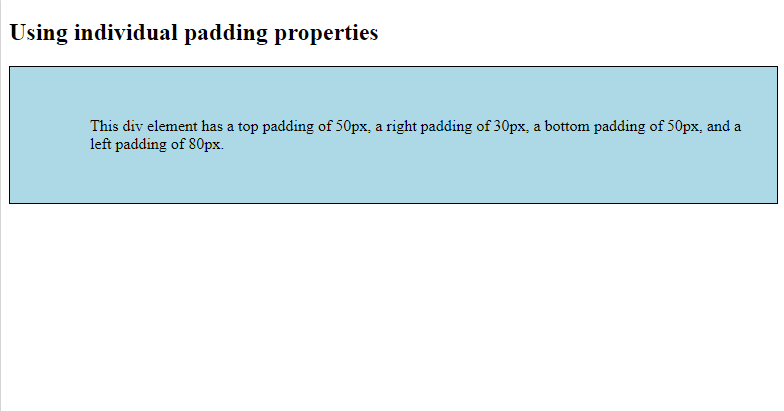 Using individual padding properties
This div element has a top padding of 50px, a right padding of 30px, a bottom padding of 50px, and a
left padding of 80px.